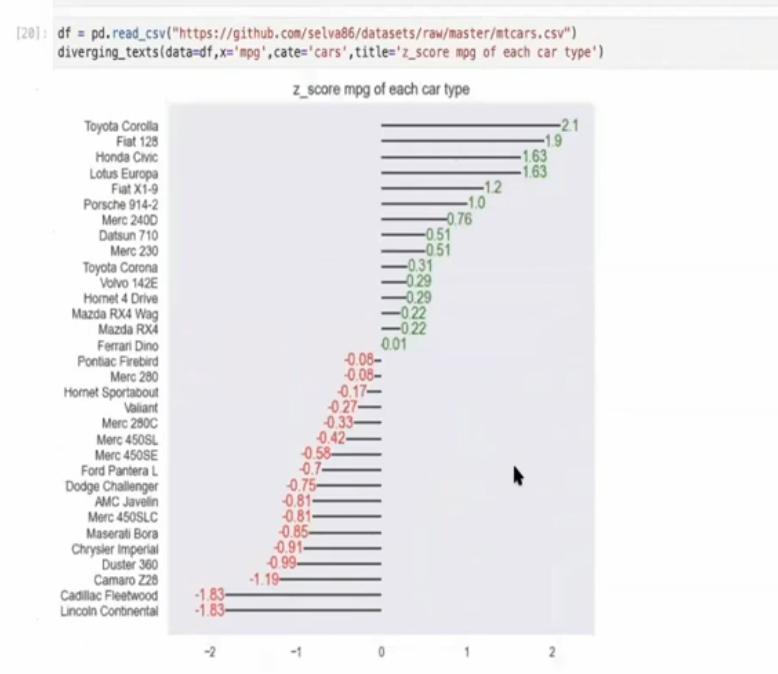 [20]: df = pd.read_csv("https://github.com/selva86/datasets/raw/master/mtcars.csv")
diverging_texts(data=df,x='mpg',cate='cars',title='z_score mpg of each car type')
z_score mpg of each car type
Toyota Corolla 2.1
Fiat 128 1.9
Honda Civic 1.63
Lotus Europa 1.63
Fiat X1-9 1.2
Porsche 914-2 1.0
Merc 240D 0.76
Datsun 710 0.51
Merc 230 0.51
Toyota Corona 0.31
Volvo 142E 0.29
Hornet 4 Drive 0.29
Mazda RX4 Wag 0.22
Mazda RX4 0.22
Ferrari Dino 0.01
Pontiac Firebird -0.08
Merc 280 -0.08
Hornet Sportabout -0.17
Valiant -0.27
Merc 280C -0.33
Merc 450SL -0.42
Merc 450SE -0.58
Ford Pantera L -0.7
Dodge Challenger -0.75
AMC Javelin -0.81
Merc 450SLC -0.81
Maserati Bora -0.85
Chrysler Imperial -0.91
Duster 360 -0.99
Camaro Z28 -1.19
Cadillac Fleetwood -1.83
Lincoln Continental -1.83
-2 -1 0 1 2